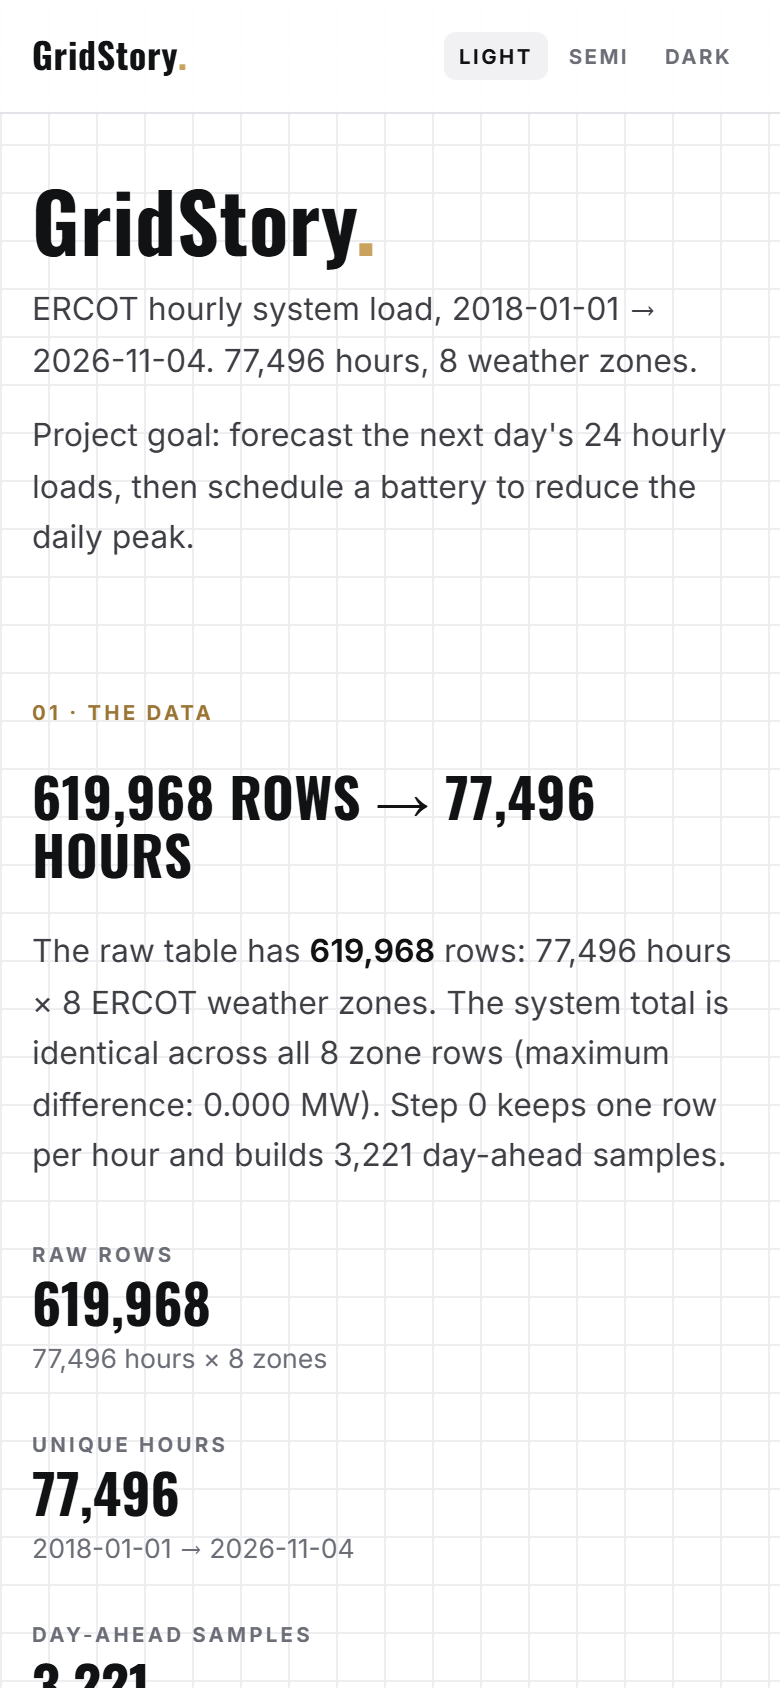 GridStory.
LIGHT SEMI DARK
GridStory.
ERCOT hourly system load, 2018-01-01 →
2026-11-04. 77,496 hours, 8 weather zones.
Project goal: forecast the next day's 24 hourly
loads, then schedule a battery to reduce the
daily peak.
01 · THE DATA
619,968 ROWS → 77,496
HOURS
The raw table has 619,968 rows: 77,496 hours
× 8 ERCOT weather zones. The system total is
identical across all 8 zone rows (maximum
difference: 0.000 MW). Step 0 keeps one row
per hour and builds 3,221 day-ahead samples.
RAW ROWS
619,968
77,496 hours × 8 zones
UNIQUE HOURS
77,496
2018-01-01 → 2026-11-04
DAY-AHEAD SAMPLES
3,221